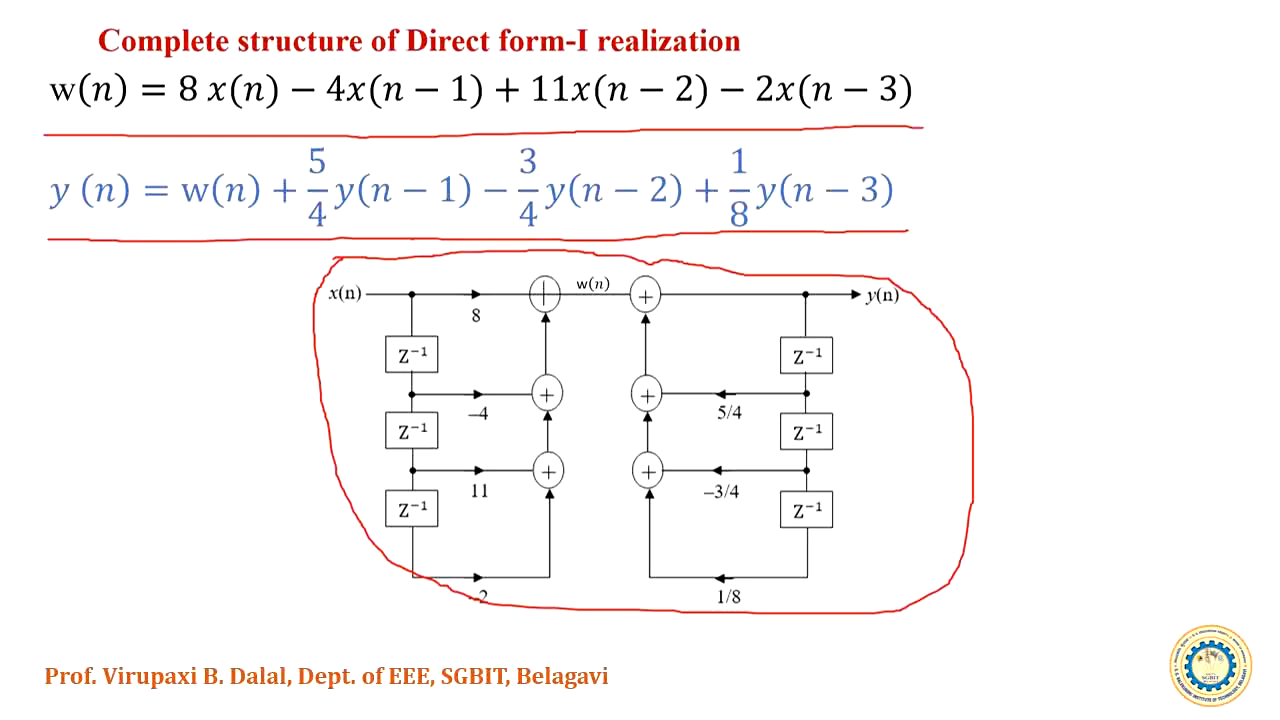 Complete structure of Direct form-I realization
w(n) = 8 x(n) − 4x(n − 1) + 11x(n − 2) − 2x(n − 3)
y (n) = w(n) + 5/4 y(n − 1) − 3/4 y(n − 2) + 1/8 y(n − 3)
x(n) 8 + w(n) + y(n)
Z⁻¹ Z⁻¹
–4 + + 5/4
Z⁻¹ Z⁻¹
11 + + –3/4
Z⁻¹ Z⁻¹
–2 1/8
Prof. Virupaxi B. Dalal, Dept. of EEE, SGBIT, Belagavi
SGBIT